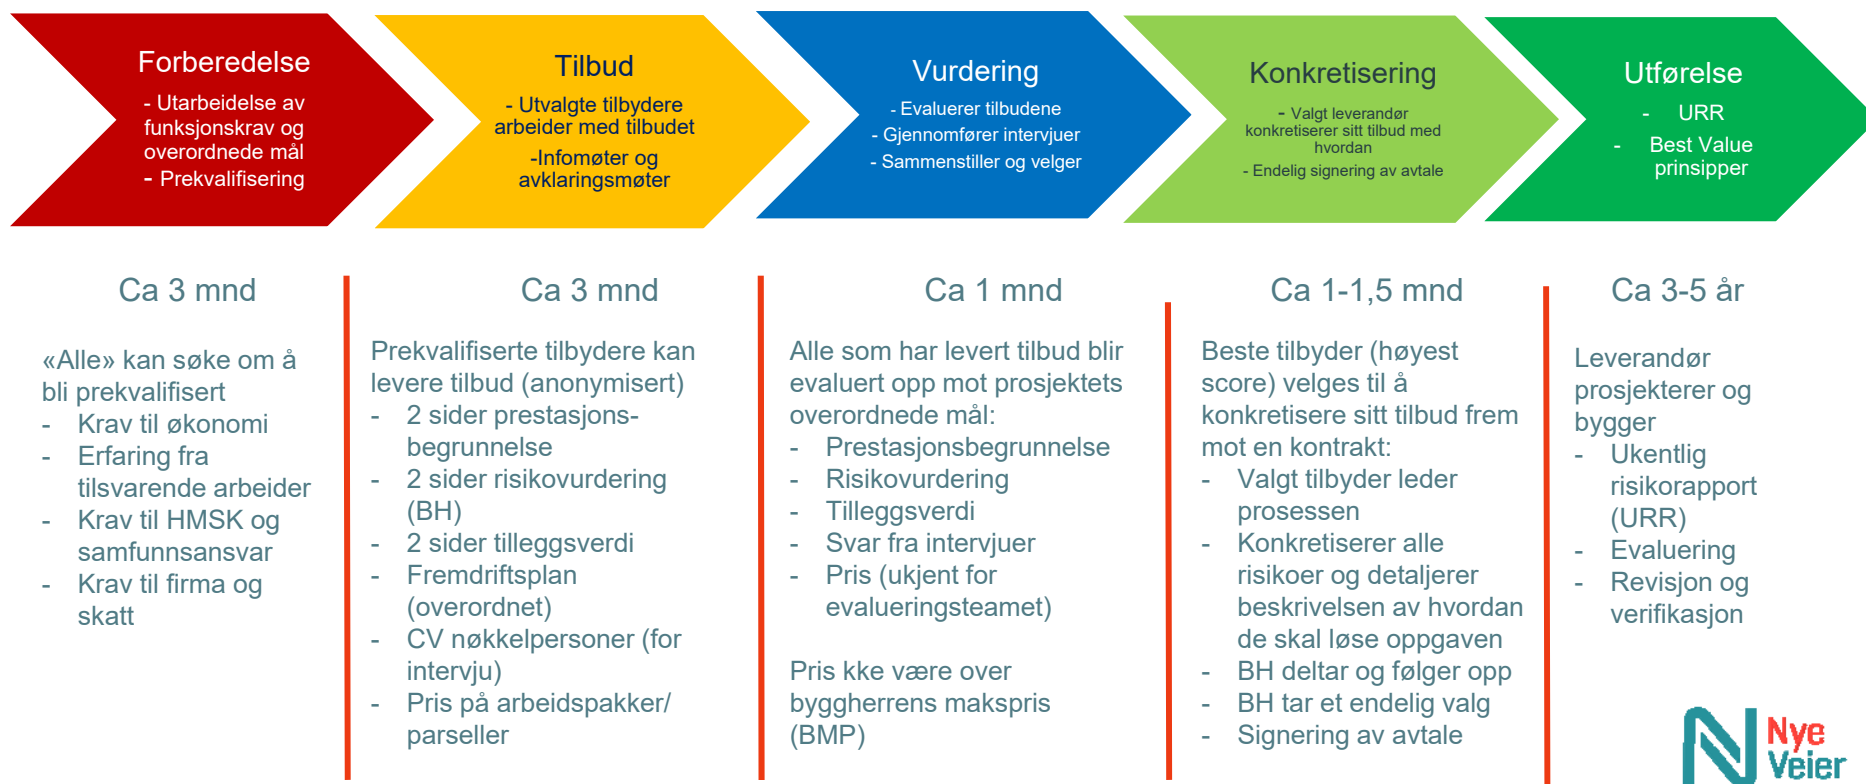 Forberedelse
- Utarbeidelse av
funksjonskrav og
overordnede mål
- Prekvalifisering
Tilbud
- Utvalgte tilbydere
arbeider med tilbudet
-Infomøter og
avklaringsmøter
Vurdering
- Evaluerer tilbudene
- Gjennomfører intervjuer
- Sammenstiller og velger
Konkretisering
- Valgt leverandør
konkretiserer sitt tilbud med
hvordan
- Endelig signering av avtale
Utførelse
- URR
- Best Value
prinsipper
Ca 3 mnd
«Alle» kan søke om å
bli prekvalifisert
- Krav til økonomi
- Erfaring fra
tilsvarende arbeider
- Krav til HMSK og
samfunnsansvar
- Krav til firma og
skatt
Ca 3 mnd
Prekvalifiserte tilbydere kan
levere tilbud (anonymisert)
- 2 sider prestasjons-
begrunnelse
- 2 sider risikovurdering
(BH)
- 2 sider tilleggsverdi
- Fremdriftsplan
(overordnet)
- CV nøkkelpersoner (for
intervju)
- Pris på arbeidspakker/
parseller
Ca 1 mnd
Alle som har levert tilbud blir
evaluert opp mot prosjektets
overordnede mål:
- Prestasjonsbegrunnelse
- Risikovurdering
- Tilleggsverdi
- Svar fra intervjuer
- Pris (ukjent for
evalueringsteamet)
Pris kke være over
byggherrens makspris
(BMP)
Ca 1-1,5 mnd
Beste tilbyder (høyest
score) velges til å
konkretisere sitt tilbud frem
mot en kontrakt:
- Valgt tilbyder leder
prosessen
- Konkretiserer alle
risikoer og detaljerer
beskrivelsen av hvordan
de skal løse oppgaven
- BH deltar og følger opp
- BH tar et endelig valg
- Signering av avtale
Ca 3-5 år
Leverandør
prosjekterer og
bygger
- Ukentlig
risikorapport
(URR)
- Evaluering
- Revisjon og
verifikasjon
Nye
Veier